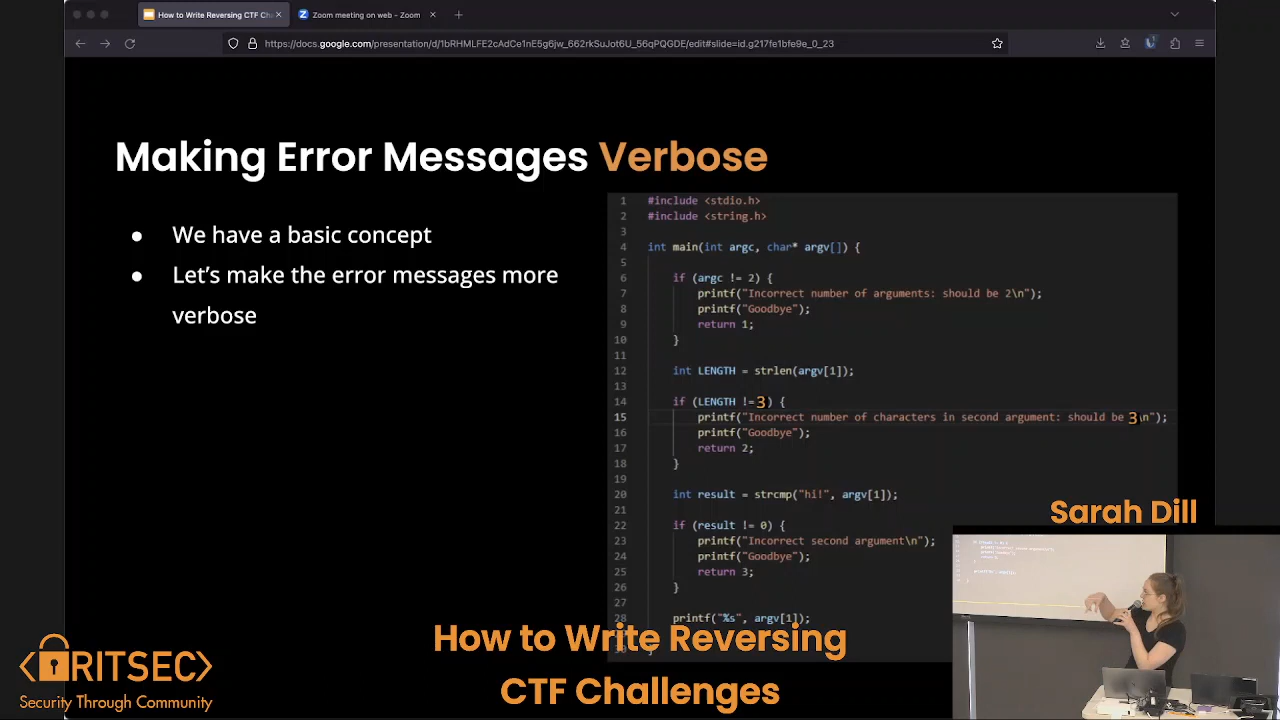 How to Write Reversing CTF Cha
Zoom meeting on web - Zoom
https://docs.google.com/presentation/d/1bRHMLFE2cAdCe1nE5g6jw_662rkSuJot6U_56qPQGDE/edit#slide=id.g217fe1bfe9e_0_23
Making Error Messages Verbose
● We have a basic concept
● Let's make the error messages more
verbose
1 #include <stdio.h>
2 #include <string.h>
3
4 int main(int argc, char* argv[]) {
5
6 if (argc != 2) {
7 printf("Incorrect number of arguments: should be 2\n");
8 printf("Goodbye");
9 return 1;
10 }
11
12 int LENGTH = strlen(argv[1]);
13
14 if (LENGTH !=3) {
15 printf("Incorrect number of characters in second argument: should be 3\n");
16 printf("Goodbye");
17 return 2;
18 }
19
20 int result = strcmp("hi!", argv[1]);
21
22 if (result != 0) {
23 printf("Incorrect second argument\n");
24 printf("Goodbye");
25 return 3;
26 }
27
28 printf("%s", argv[1]);
Sarah Dill
How to Write Reversing
CTF Challenges
RITSEC
Security Through Community